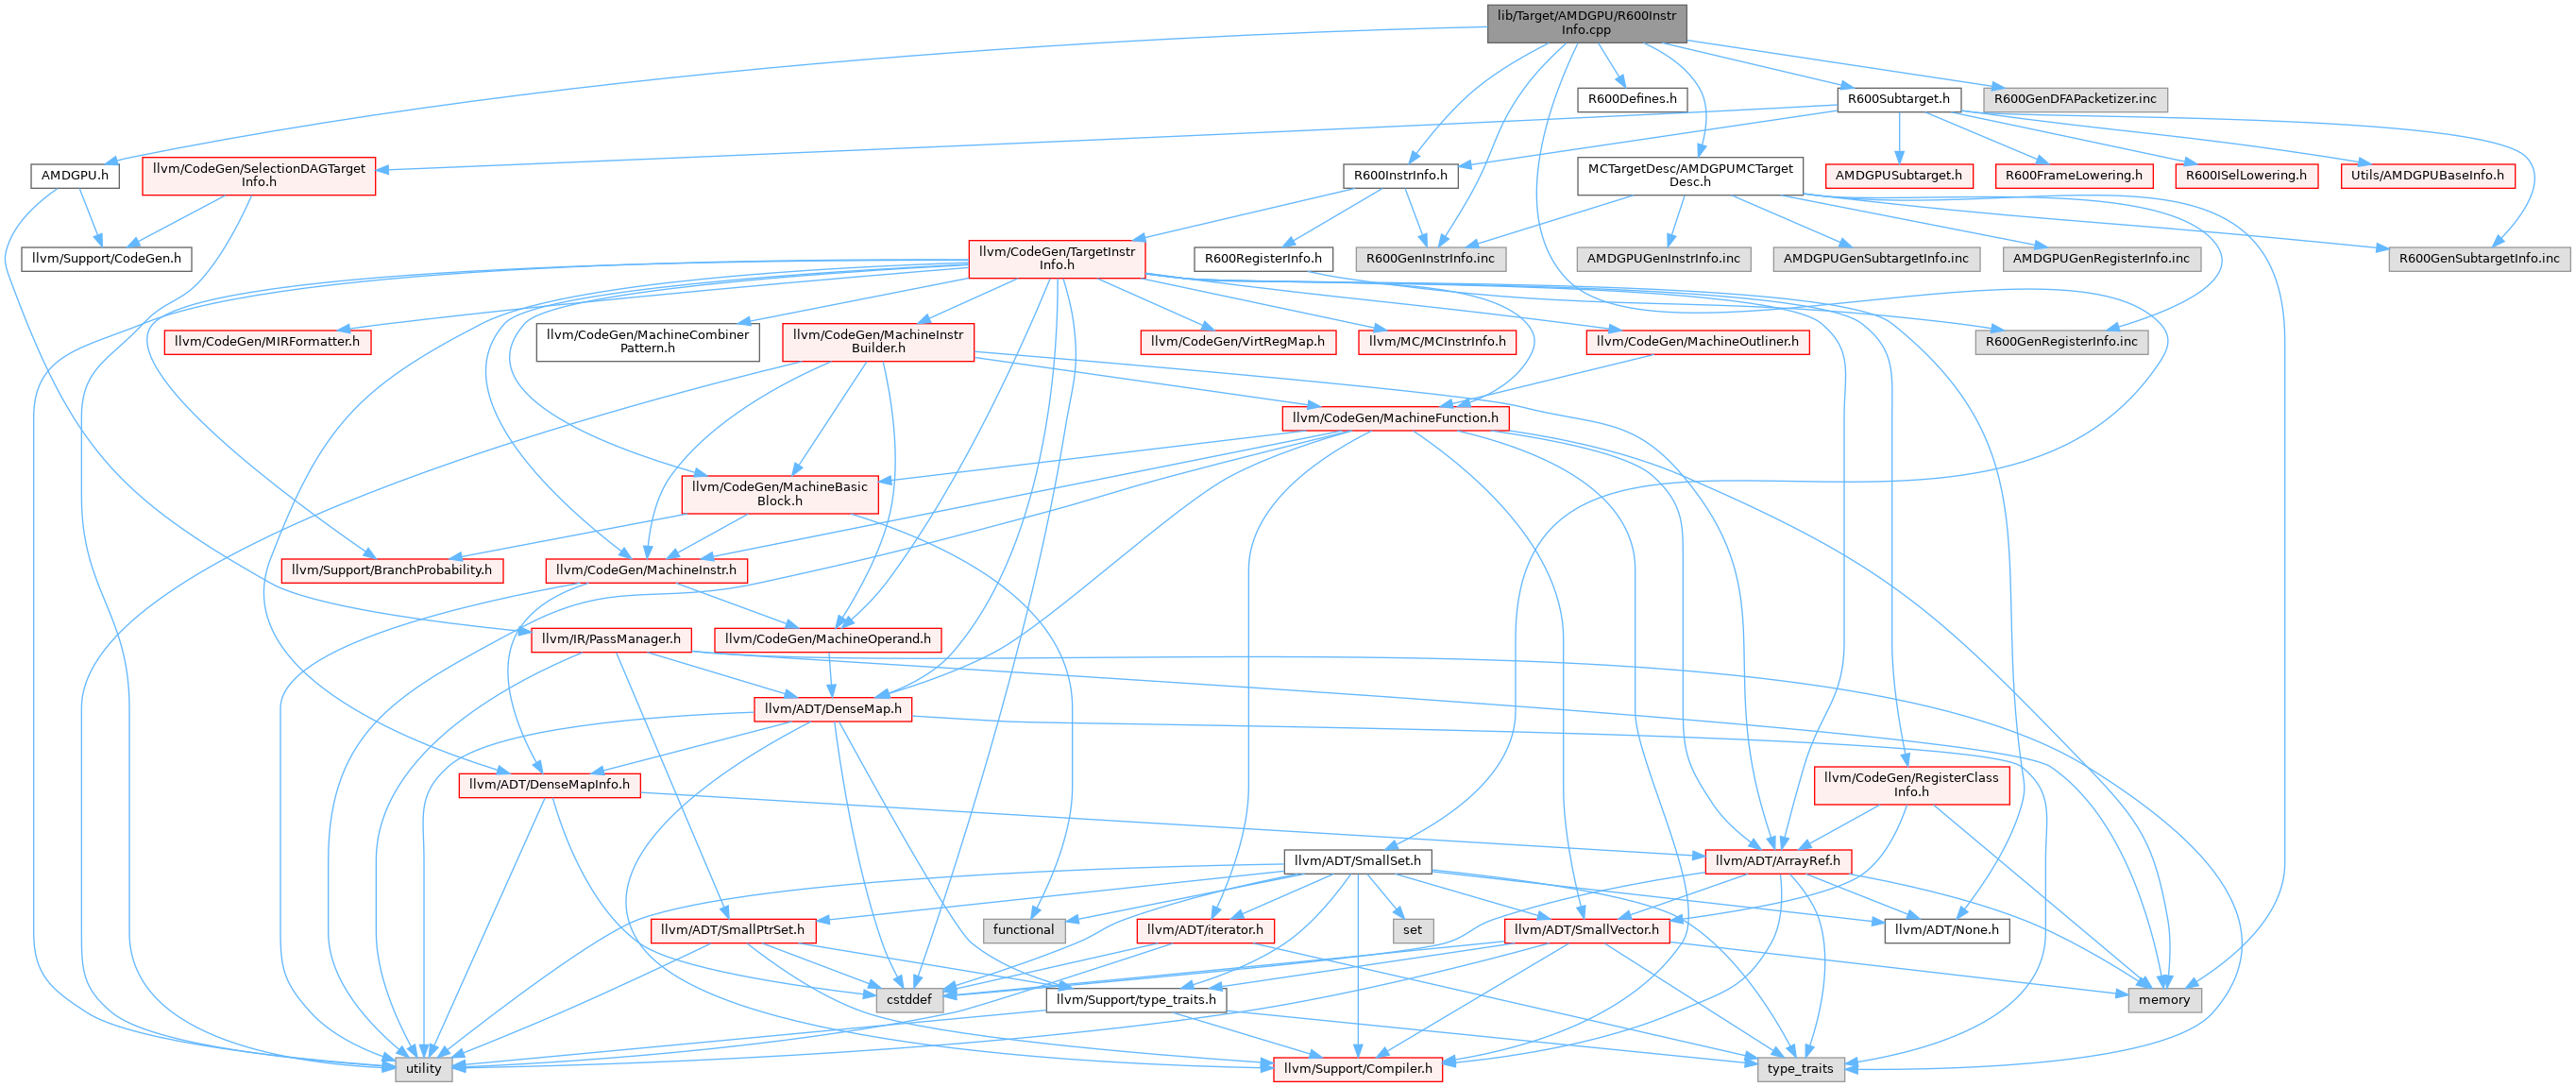 lib/Target/AMDGPU/R600Instr
Info.cpp
R600Defines.h
R600Subtarget.h
R600GenDFAPacketizer.inc
AMDGPU.h
llvm/CodeGen/SelectionDAGTarget
Info.h
R600InstrInfo.h
MCTargetDesc/AMDGPUMCTarget
Desc.h
AMDGPUSubtarget.h
R600FrameLowering.h
R600ISelLowering.h
Utils/AMDGPUBaseInfo.h
llvm/Support/CodeGen.h
llvm/CodeGen/TargetInstr
Info.h
R600RegisterInfo.h
R600GenInstrInfo.inc
AMDGPUGenInstrInfo.inc
AMDGPUGenSubtargetInfo.inc
AMDGPUGenRegisterInfo.inc
R600GenSubtargetInfo.inc
llvm/CodeGen/MIRFormatter.h
llvm/CodeGen/MachineCombiner
Pattern.h
llvm/CodeGen/MachineInstr
Builder.h
llvm/CodeGen/VirtRegMap.h
llvm/MC/MCInstrInfo.h
llvm/CodeGen/MachineOutliner.h
R600GenRegisterInfo.inc
llvm/CodeGen/MachineFunction.h
llvm/CodeGen/MachineBasic
Block.h
llvm/Support/BranchProbability.h
llvm/CodeGen/MachineInstr.h
llvm/IR/PassManager.h
llvm/CodeGen/MachineOperand.h
llvm/ADT/DenseMap.h
llvm/ADT/DenseMapInfo.h
llvm/CodeGen/RegisterClass
Info.h
llvm/ADT/SmallSet.h
llvm/ADT/ArrayRef.h
llvm/ADT/SmallPtrSet.h
functional
llvm/ADT/iterator.h
set
llvm/ADT/SmallVector.h
llvm/ADT/None.h
cstddef
llvm/Support/type_traits.h
memory
utility
llvm/Support/Compiler.h
type_traits